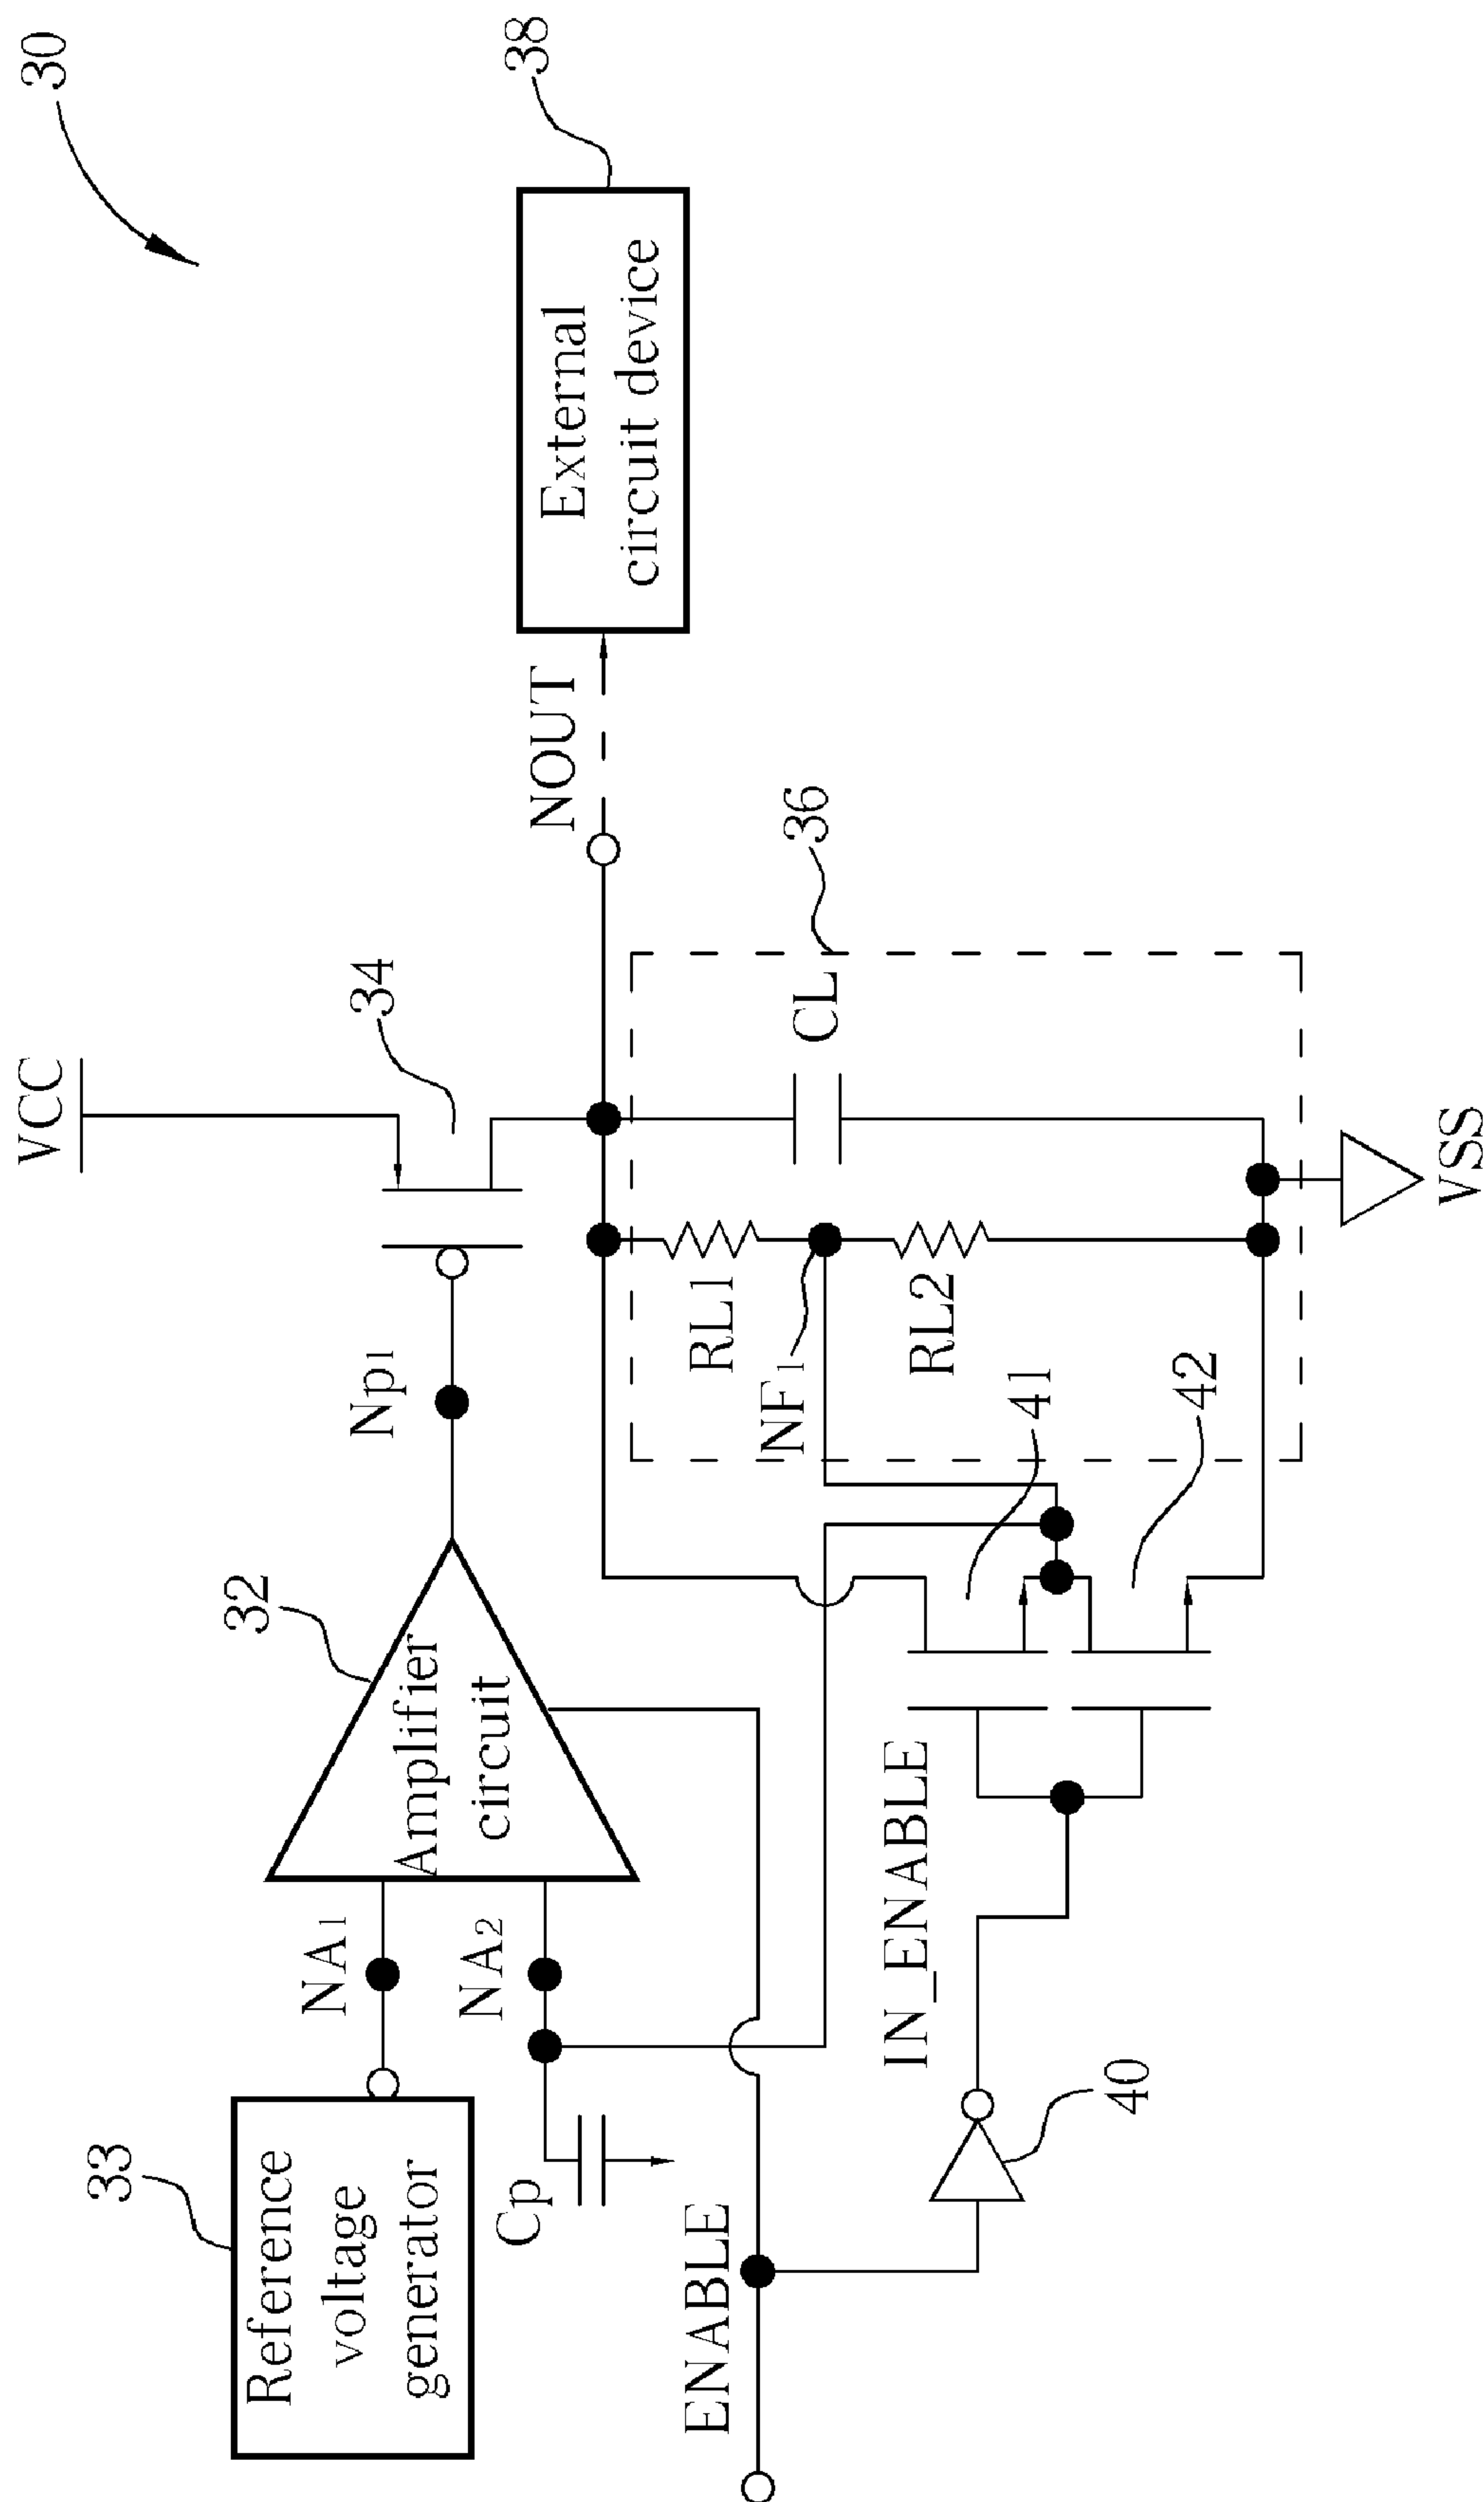 30
VCC
34
38
External
circuit device
NOUT
32
Np1
Amplifier
circuit
33
Reference
voltage
generator
NA1
NA2
Cp
36
CL
RL1
NF1
RL2
41
42
ENABLE
IN_ENABLE
40
VSS